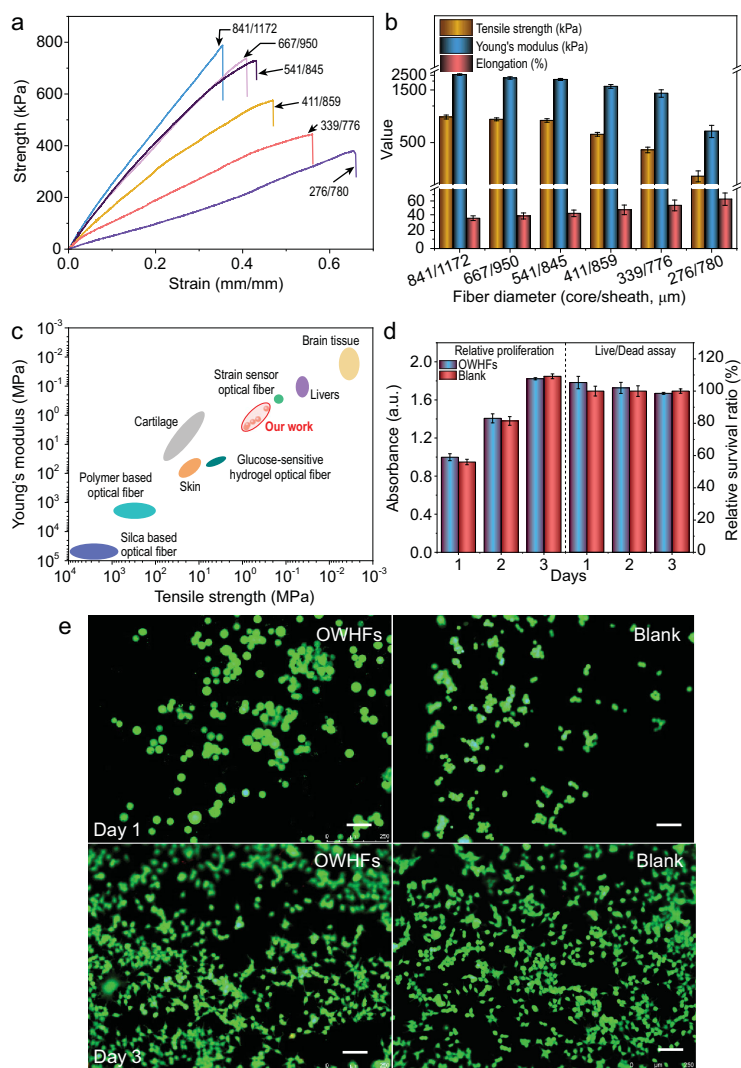 a
Strength (kPa)
800
600
400
200
0
0.0
0.2
0.4
0.6
Strain (mm/mm)
841/1172
667/950
541/845
411/859
339/776
276/780
b
Tensile strength (kPa)
Young's modulus (kPa)
Elongation (%)
Value
2500
1500
500
60
40
20
0
841/1172
667/950
541/845
411/859
339/776
276/780
Fiber diameter (core/sheath, μm)
c
Young's modulus (MPa)
10⁻³
10⁻²
10⁻¹
10⁰
10¹
10²
10³
10⁴
10⁵
Brain tissue
Strain sensor
optical fiber
Livers
Cartilage
Our work
Glucose-sensitive
hydrogel optical fiber
Skin
Polymer based
optical fiber
Silca based
optical fiber
10⁴
10³
10²
10¹
10⁰
10⁻¹
10⁻²
10⁻³
Tensile strength (MPa)
d
Relative proliferation
Live/Dead assay
OWHFs
Blank
Absorbance (a.u.)
2.0
1.6
1.2
0.8
0.4
0.0
Relative survival ratio (%)
120
100
80
60
40
20
0
1
2
3
1
2
3
Days
e
OWHFs
Blank
Day 1
0
μm
250
OWHFs
Blank
Day 3
0
μm
250